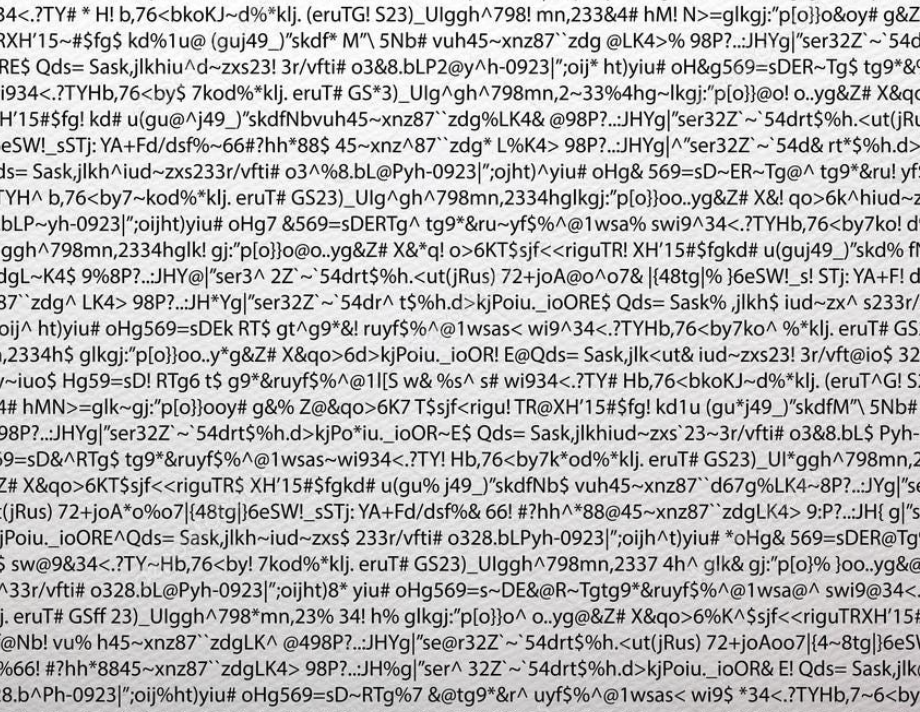 34<.?TY# * H! b,76<bkoKJ~d%*klj. (eruTG! S23)_UIggh^798! mn,233&4# hM! N>=glkgj:"p[o}}o&oy# g&Z
RXH'15~#$fg$ kd%1u@ (guj49_)"skdf* M"\ 5Nb# vuh45~xnz87``zdg @LK4>% 98P?..:JHYg|"ser32Z`~`54d
RE$ Qds= Sask,jlkhiu^d~zxs23! 3r/vfti# o3&8.bLP2@y^h-0923|";oij* ht)yiu# oH&g569=sDER~Tg$ tg9*&%
i934<.?TYHb,76<by$ 7kod%*klj. eruT# GS*3)_UIg^gh^798mn,2~33%4hg~lkgj:"p[o}}@o! o..yg&Z# X&q
H'15#$fg! kd# u(gu@^j49_)"skdfNbvuh45~xnz87``zdg%LK4& @98P?..:JHYg|"ser32Z`~`54drt$%h.<ut(jRu
6eSW!_sSTj: YA+Fd/dsf%~66#?hh*88$ 45~xnz^87``zdg* L%K4> 98P?..:JHYg|^"ser32Z`~`54d& rt*$%h.d>
ds= Sask,jlkh^iud~zxs233r/vfti# o3^%8.bL@Pyh-0923|";ojht)^yiu# oHg& 569=sD~ER~Tg@^ tg9*&ru! yf
TYH^ b,76<by7~kod%*klj. eruT# GS23)_UIg^gh^798mn,2334hglkgj:"p[o}}oo..yg&Z# X&! qo>6k^hiud~z
.bLP~yh-0923|";oijht)yiu# oHg7 &569=sDERTg^ tg9*&ru~yf$%^@1wsa% swi9^34<.?TYHb,76<by7ko! d
ggh^798mn,2334hglk! gj:"p[o}}o@o..yg&Z# X&*q! o>6KT$sjf<<riguTR! XH'15#$fgkd# u(guj49_)"skd% f
dgL~K4$ 9%8P?..:JHY@|"ser3^ 2Z`~`54drt$%h.<ut(jRus) 72+joA@o^o7& |{48tg|% }6eSW!_s! STj: YA+F! d
87``zdg^ LK4> 98P?..:JH*Yg|"ser32Z`~`54dr^ t$%h.d>kjPoiu._ioORE$ Qds= Sask% ,jlkh$ iud~zx^ s233r/
oij^ ht)yiu# oHg569=sDEk RT$ gt^g9*&! ruyf$%^@1wsas< wi9^34<.?TYHb,76<by7ko^ %*klj. eruT# GS
,2334h$ glkgj:"p[o}}oo..y*g&Z# X&qo>6d>kjPoiu._ioOR! E@Qds= Sask,jlk<ut& iud~zxs23! 3r/vft@io$ 32
y~iuo$ Hg59=sD! RTg6 t$ g9*&ruyf$%^@1l[S w& %s^ s# wi934<.?TY# Hb,76<bkoKJ~d%*klj. (eruT^G! S2
4# hMN>=glk~gj:"p[o}}ooy# g&% Z@&qo>6K7 T$sjf<<rigu! TR@XH'15#$fg! kd1u (gu*j49_)"skdfM"\ 5Nb#
98P?..:JHYg|"ser32Z`~`54drt$%h.d>kjPo*iu._ioOR~E$ Qds= Sask,jlkhiud~zxs`23~3r/vfti# o3&8.bL$ Pyh-
69=sD&^RTg$ tg9*&ruyf$%^@1wsas~wi934<.?TY! Hb,76<by7k*od%*klj. eruT# GS23)_UI*ggh^798mn,2
Z# X&qo>6KT$sjf<<riguTR$ XH'15#$fgkd# u(gu% j49_)"skdfNb$ vuh45~xnz87``d67g%LK4~8P?..:JYg|"se
t(jRus) 72+joA*o%o7|{48tg|}6eSW!_sSTj: YA+Fd/dsf%& 66! #?hh^*88@45~xnz87``zdgLK4> 9:P?..:JH{ g|"s
jPoiu._ioORE^Qds= Sask,jlkh~iud~zxs$ 233r/vfti# o328.bLPyh-0923|";oijh^t)yiu# *oHg& 569=sDER@Tg
$ sw@9&34<.?TY~Hb,76<by! 7kod%*klj. eruT# GS23)_UIggh^798mn,2337 4h^ glk& gj:"p[o}% }oo..yg&
^33r/vfti# o328.bL@Pyh-0923|";oijht)8* yiu# oHg569=s~DE&@R~Tgtg9*&ruyf$%^@1wsa@^ swi9@34<
j. eruT# GSff 23)_UIggh^798*mn,23% 34! h% glkgj:"p[o}}o^ o..yg@&Z# X&qo>6%K^$sjf<<riguTRXH'15
f@Nb! vu% h45~xnz87``zdgLK^ @498P?..:JHYg|"se@r32Z`~`54drt$%h.<ut(jRus) 72+joAoo7|{4~8tg|}6eS
%66! #?hh*8845~xnz87``zdgLK4> 98P?..:JH%g|"ser^ 32Z`~`54drt$%h.d>kjPoiu._ioOR& E! Qds= Sask,jlk
28.b^Ph-0923|";oij%ht)yiu# oHg569=sD~RTg%7 &@tg9*&r^ uyf$%^@1wsas< wi9$ *34<.?TYHb,7~6<by